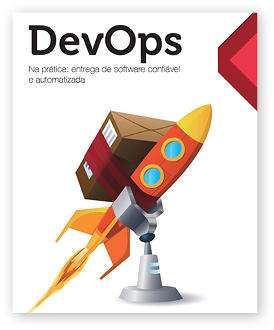 DevOps
Na prática: entrega de software confiável
e automatizada